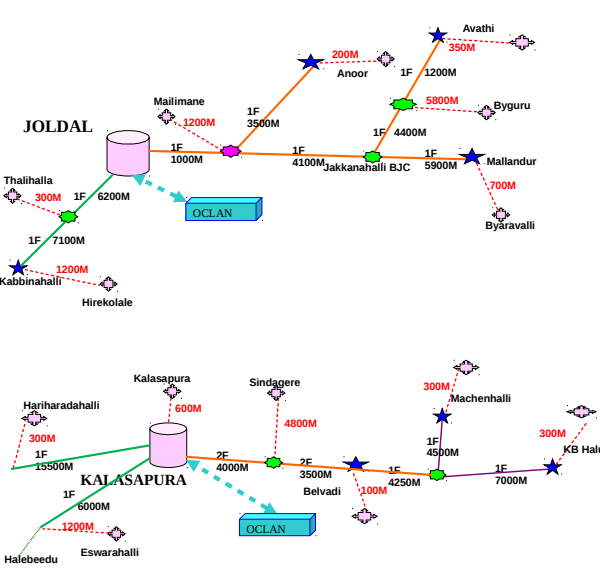 Avathi
350M
200M
Anoor
1F 1200M
Mailimane
5800M
Byguru
1F
3500M
1200M
JOLDAL
1F 4400M
1F
1000M
1F
4100M
1F
5900M
Mallandur
Jakkanahalli BJC
Thalihalla
300M
1F 6200M
700M
OCLAN
Byaravalli
1F 7100M
1200M
Kabbinahalli
Hirekolale
Kalasapura
Sindagere
300M
Machenhalli
Hariharadahalli
600M
4800M
300M
300M
1F
4500M
KB Halu
1F
15500M
2F
4000M
2F
3500M
1F
4250M
1F
7000M
KALASAPURA
1F
6000M
Belvadi
100M
1200M
OCLAN
Halebeedu
Eswarahalli